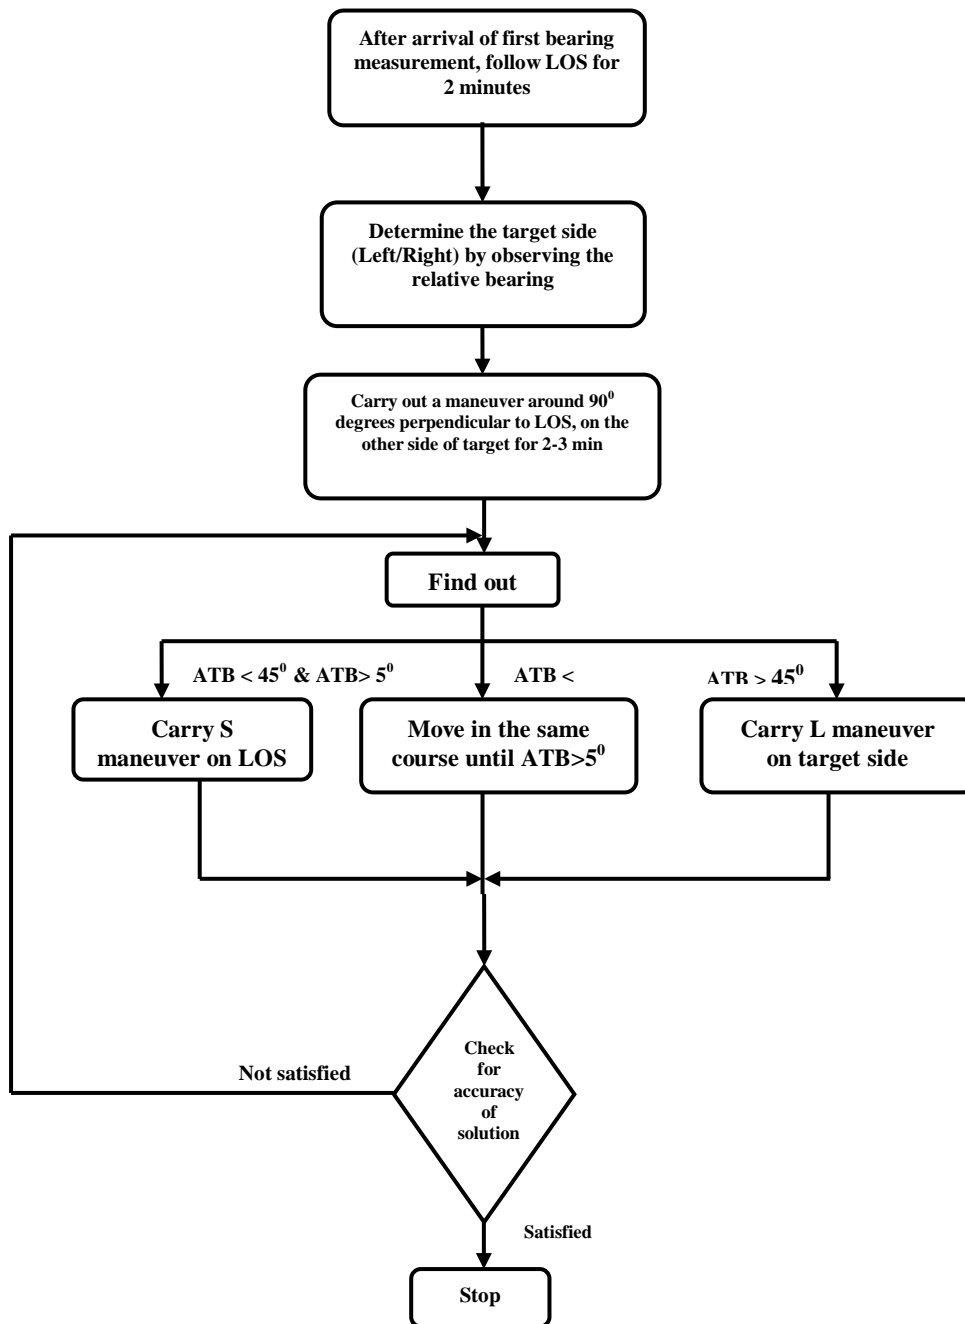 After arrival of first bearing
measurement, follow LOS for
2 minutes
Determine the target side
(Left/Right) by observing the
relative bearing
Carry out a maneuver around 90⁰
degrees perpendicular to LOS, on the
other side of target for 2-3 min
Find out
ATB < 45⁰ & ATB> 5⁰
ATB <
ATB > 45⁰
Carry S
maneuver on LOS
Move in the same
course until ATB>5⁰
Carry L maneuver
on target side
Check
for
accuracy
of
solution
Not satisfied
Satisfied
Stop